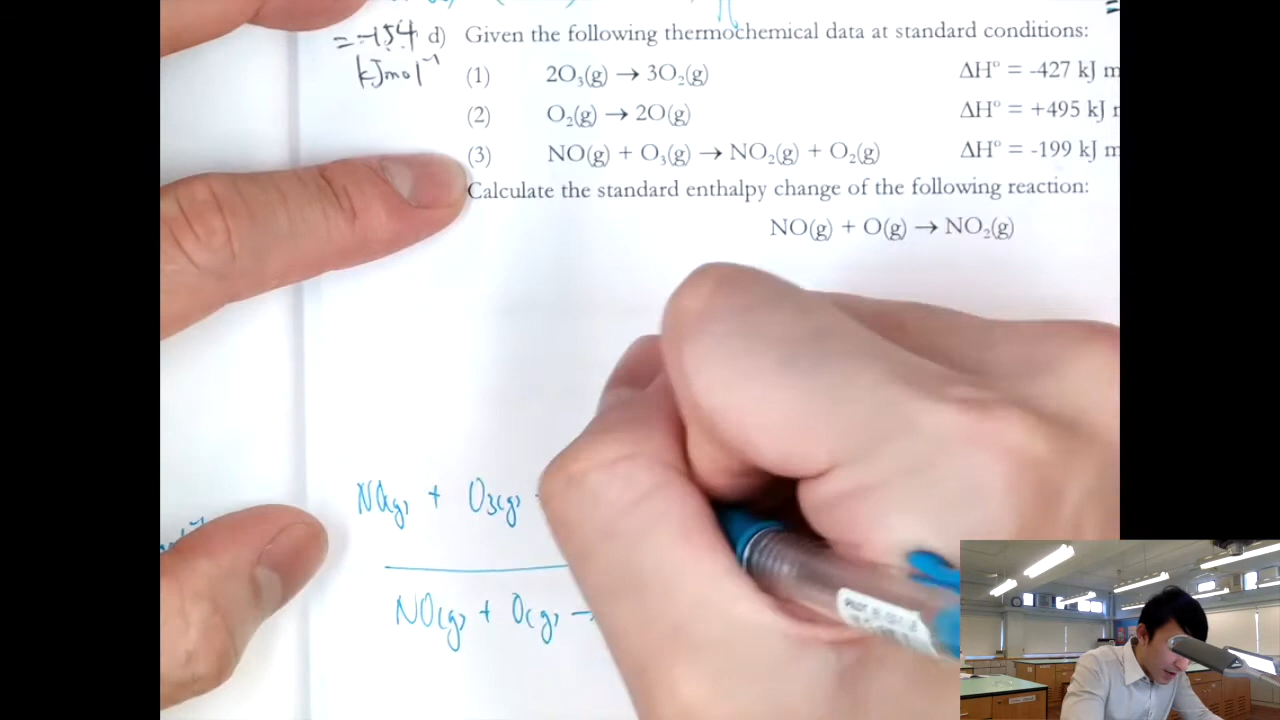 =-154 d) Given the following thermochemical data at standard conditions:
kJmol⁻¹
(1) 2O₃(g) → 3O₂(g) ΔH° = -427 kJ m
(2) O₂(g) → 2O(g) ΔH° = +495 kJ
(3) NO(g) + O₃(g) → NO₂(g) + O₂(g) ΔH° = -199 kJ m
Calculate the standard enthalpy change of the following reaction:
NO(g) + O(g) → NO₂(g)
NO(g) + O₃(g)
NO(g) + O(g) →
PILOT